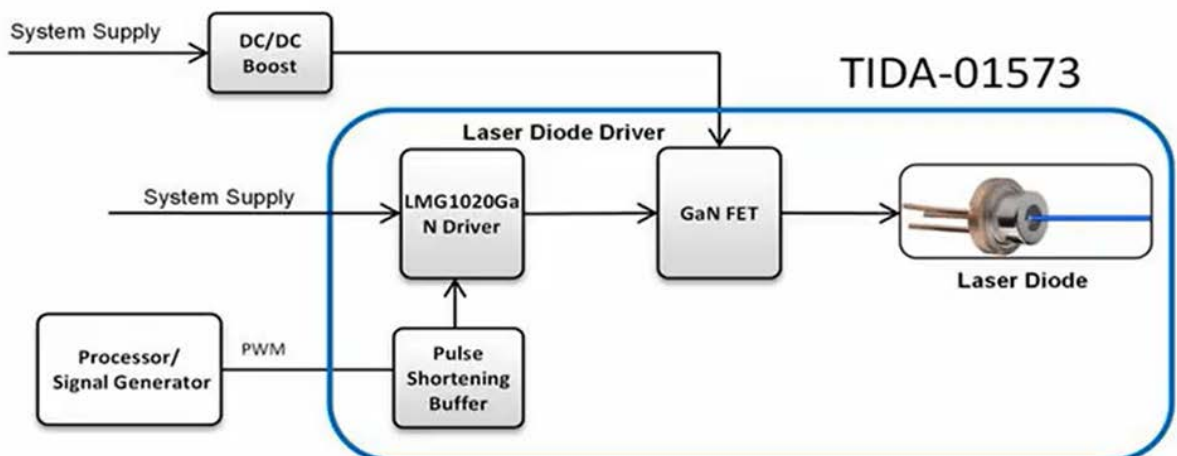 System Supply
DC/DC
Boost
TIDA-01573
Laser Diode Driver
System Supply
LMG1020Ga
N Driver
GaN FET
Laser Diode
Processor/
Signal Generator
PWM
Pulse
Shortening
Buffer